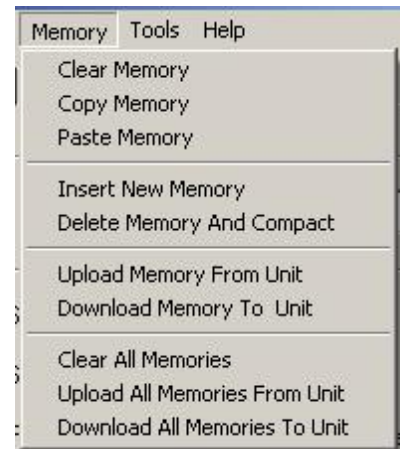 Memory Tools Help
Clear Memory
Copy Memory
Paste Memory
Insert New Memory
Delete Memory And Compact
Upload Memory From Unit
Download Memory To Unit
Clear All Memories
Upload All Memories From Unit
Download All Memories To Unit